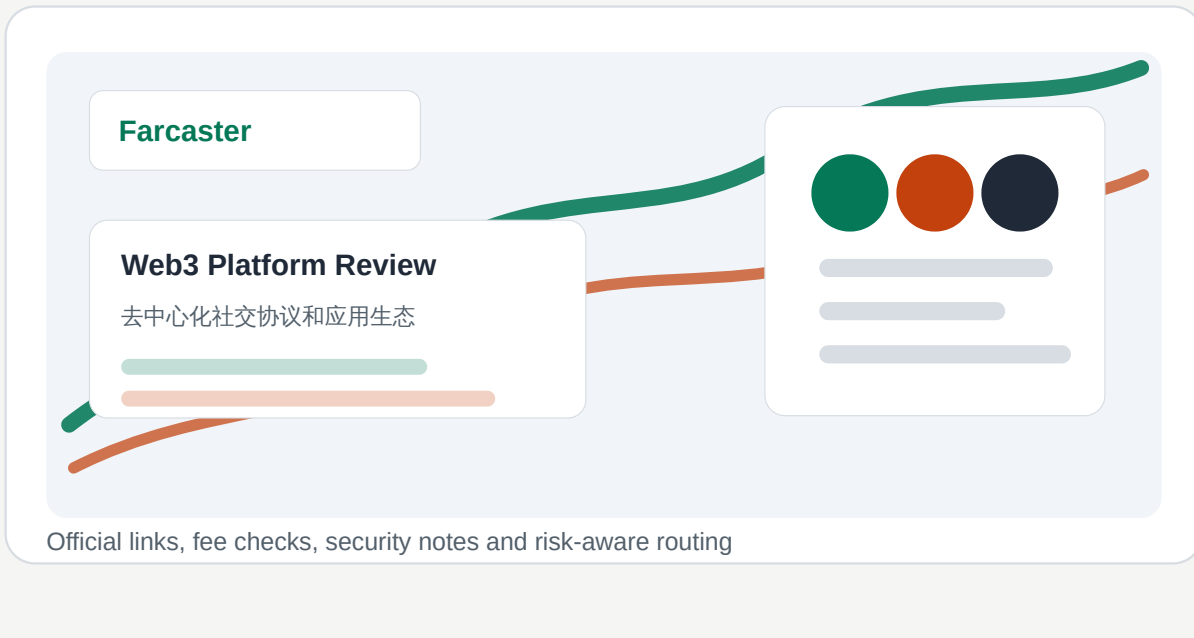 Farcaster
Web3 Platform Review
去中心化社交协议和应用生态
Official links, fee checks, security notes and risk-aware routing